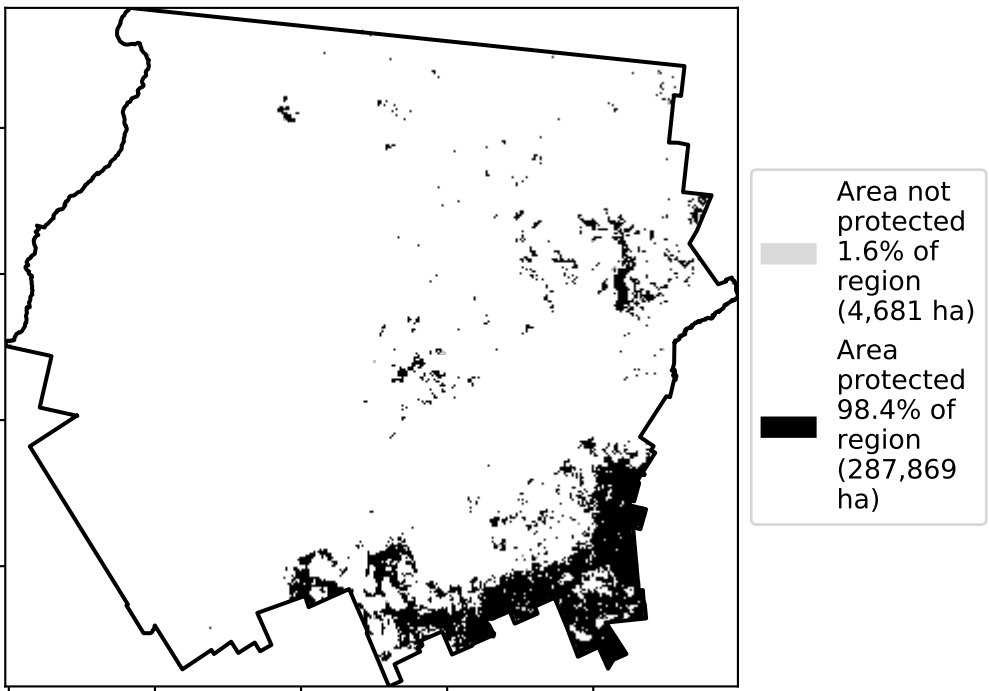 Area not
protected
1.6% of
region
(4,681 ha)
Area
protected
98.4% of
region
(287,869
ha)